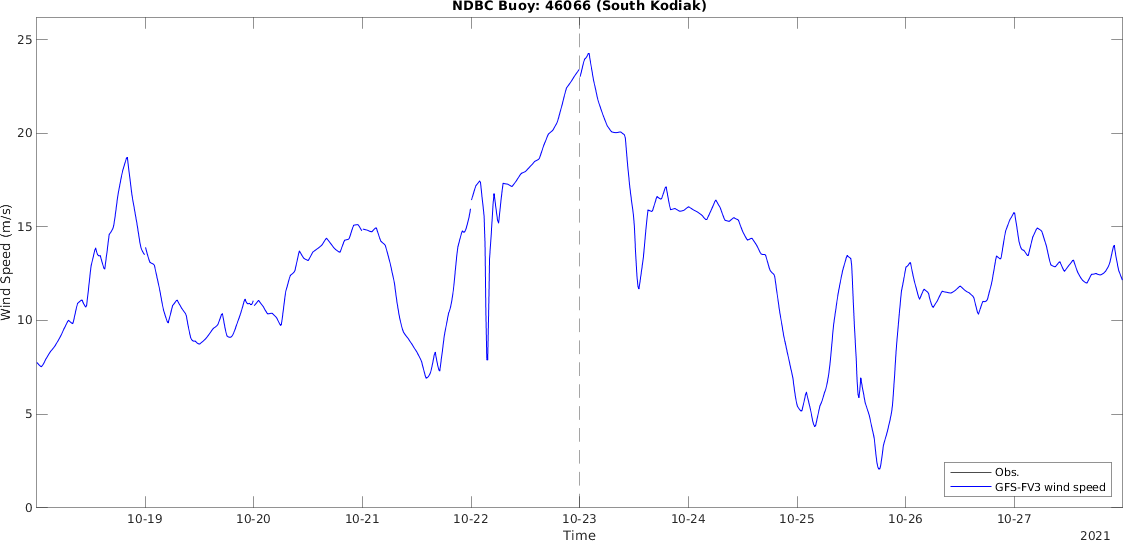 NDBC Buoy: 46066 (South Kodiak)
25
20
15
10
5
0
Wind Speed (m/s)
10-19 10-20 10-21 10-22 10-23 10-24 10-25 10-26 10-27
Time
2021
Obs.
GFS-FV3 wind speed